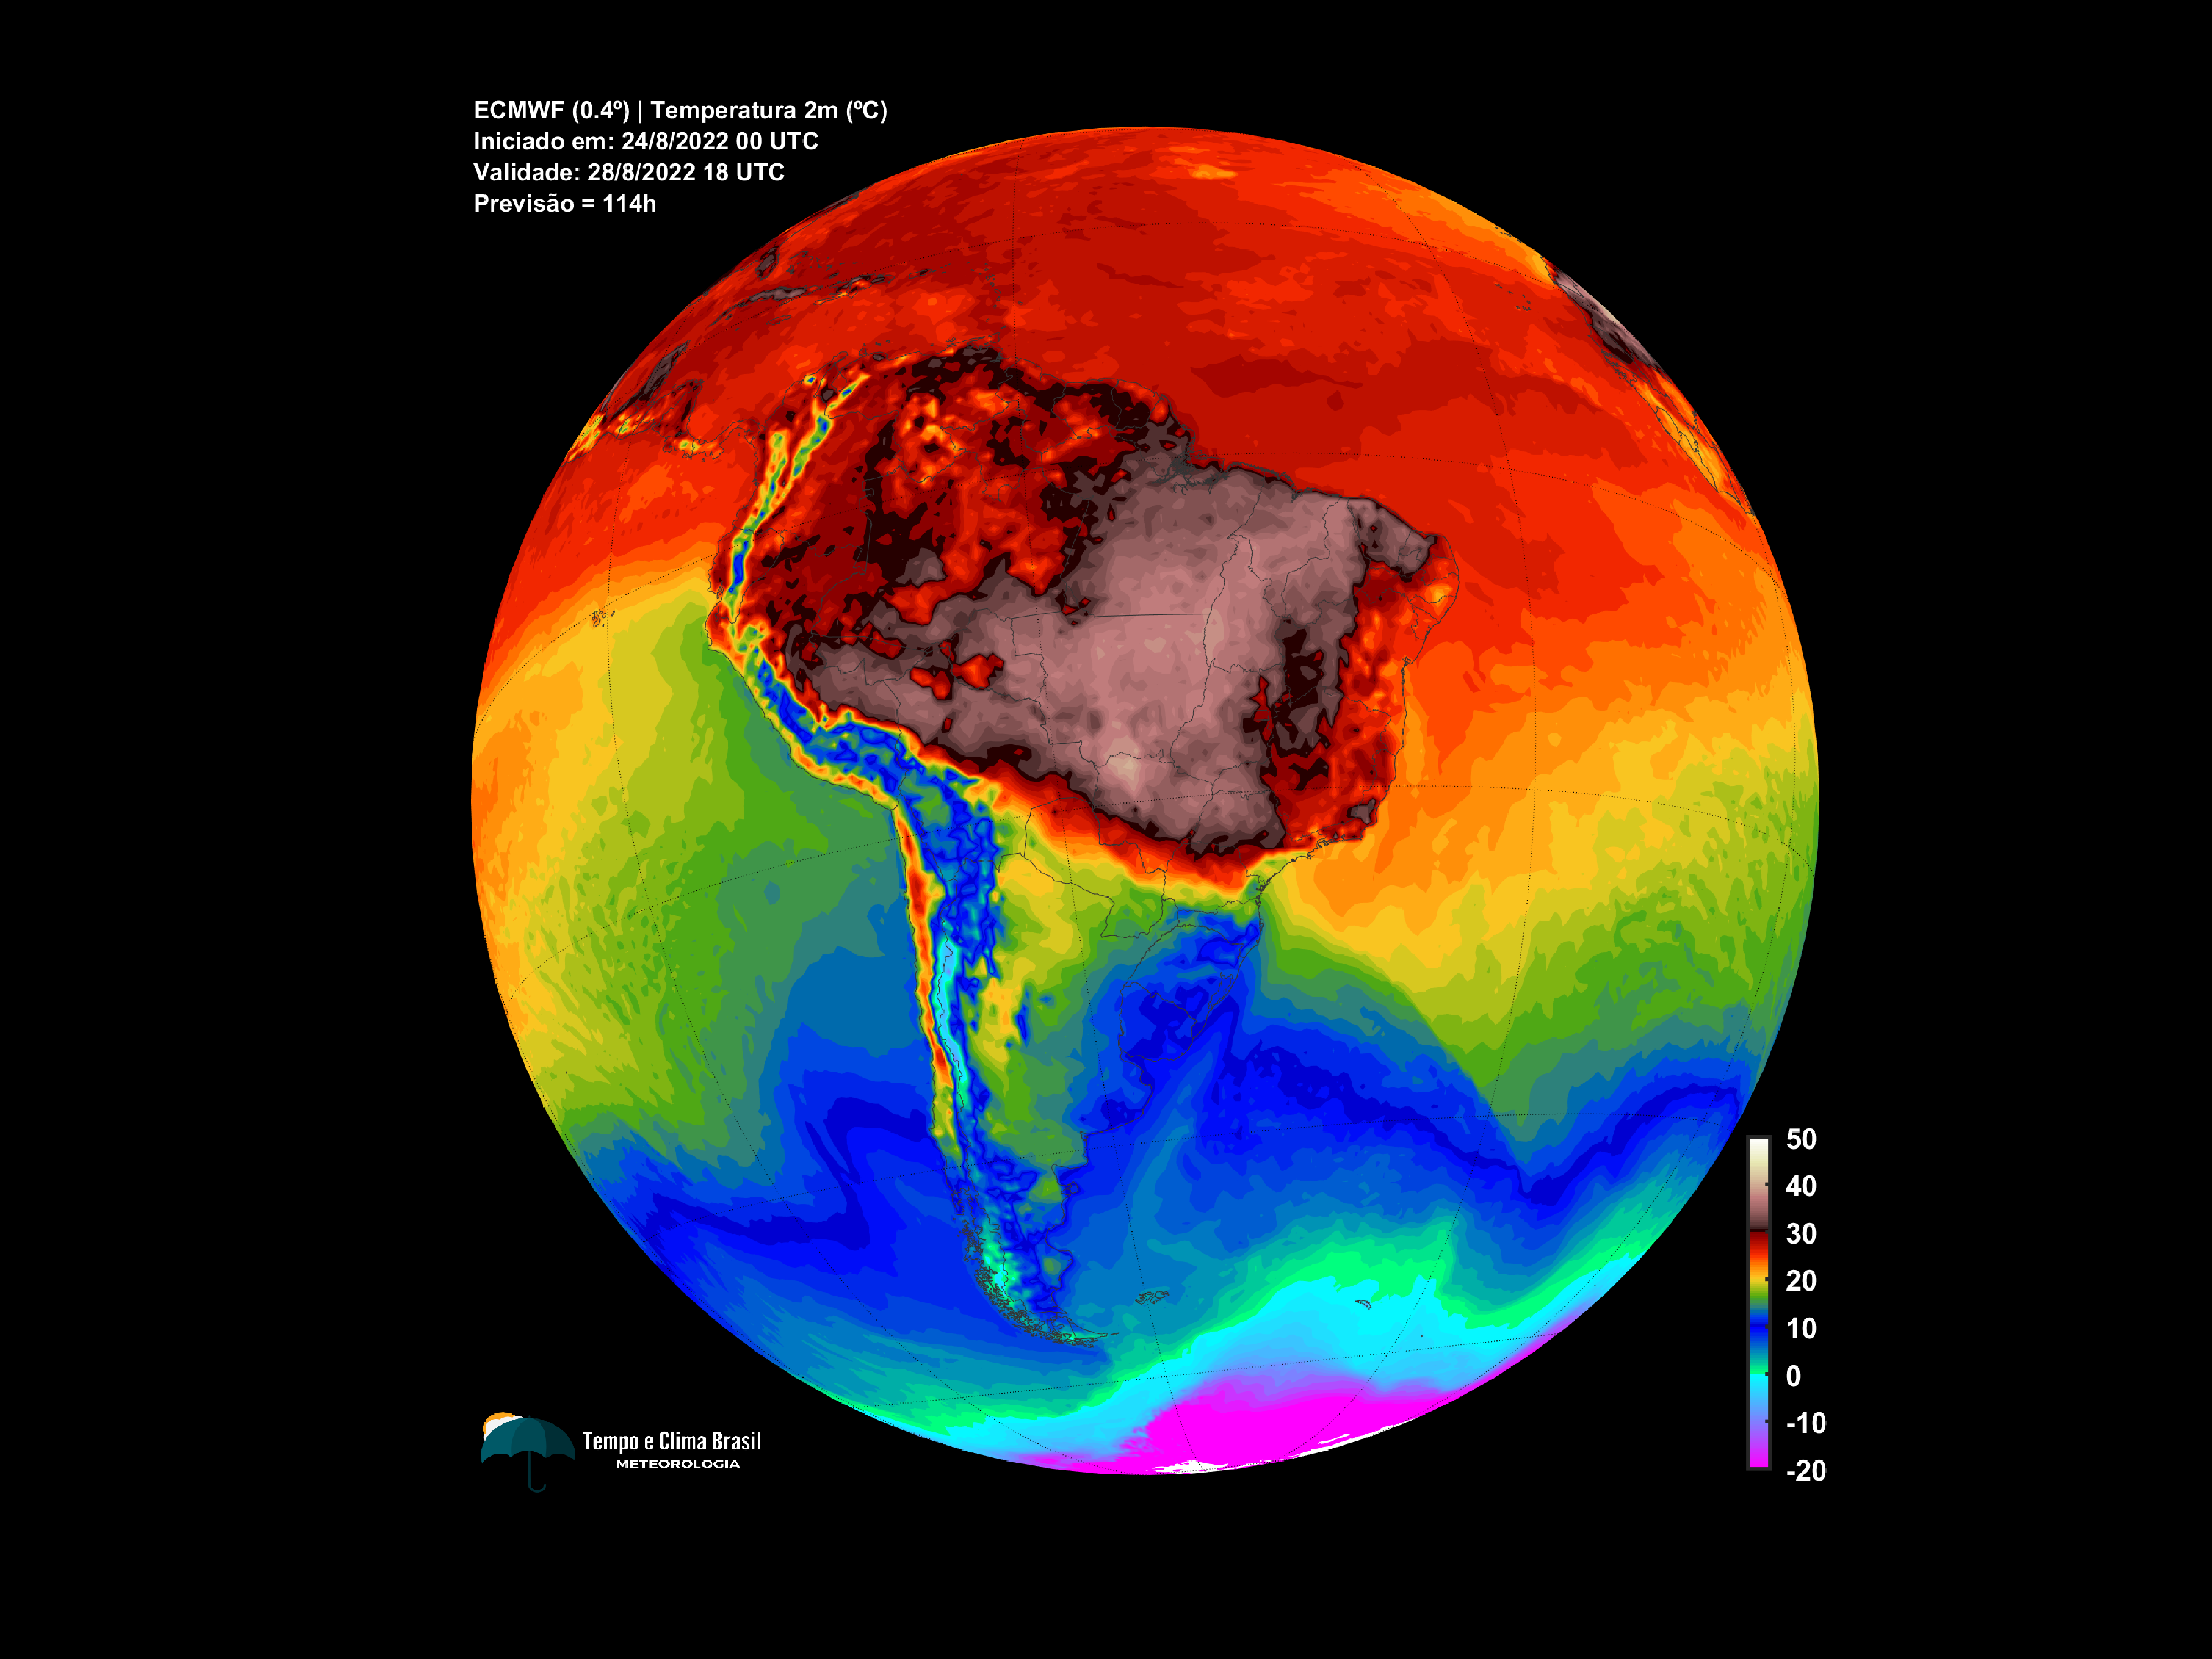 ECMWF (0.4º) | Temperatura 2m (ºC)
Iniciado em: 24/8/2022 00 UTC
Validade: 28/8/2022 18 UTC
Previsão = 114h
50
40
30
20
10
0
-10
-20
Tempo e Clima Brasil
METEOROLOGIA